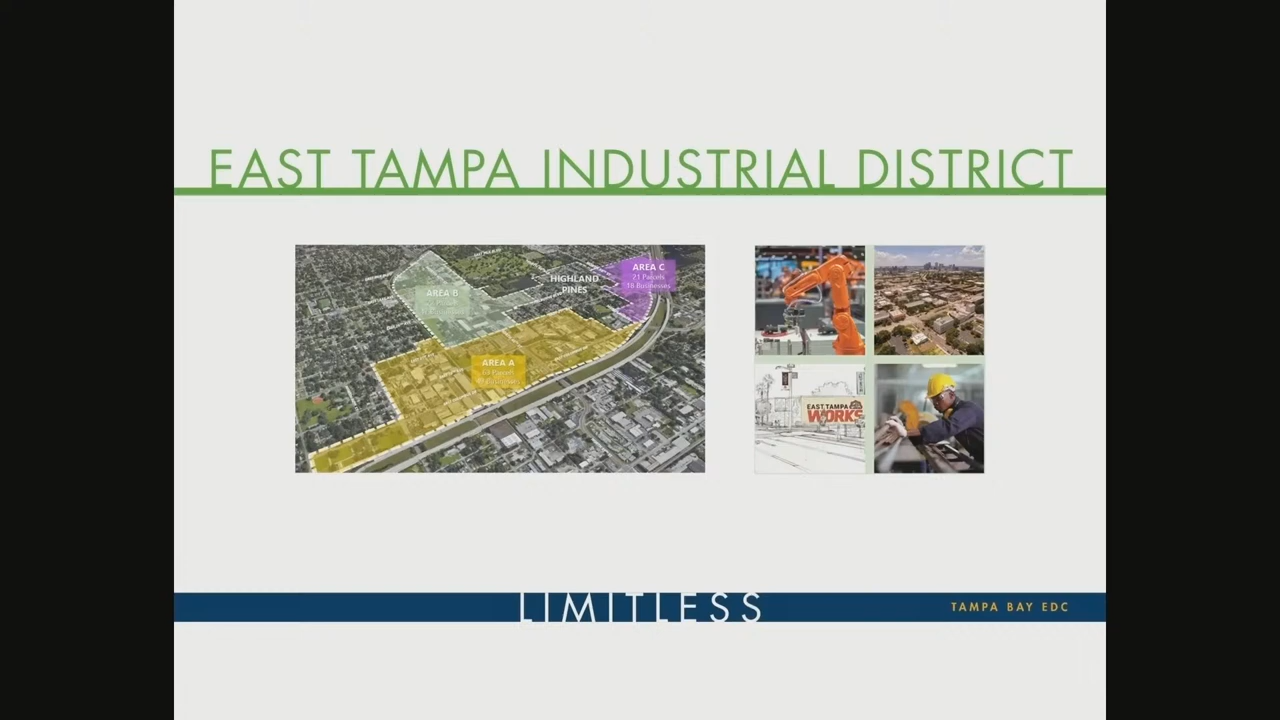 EAST TAMPA INDUSTRIAL DISTRICT
AREA C
21 Parcels
18 Businesses
HIGHLAND
PINES
AREA B
AREA A
Parcels
EAST TAMPA
WORKS
LIMITLESS
TAMPA BAY EDC